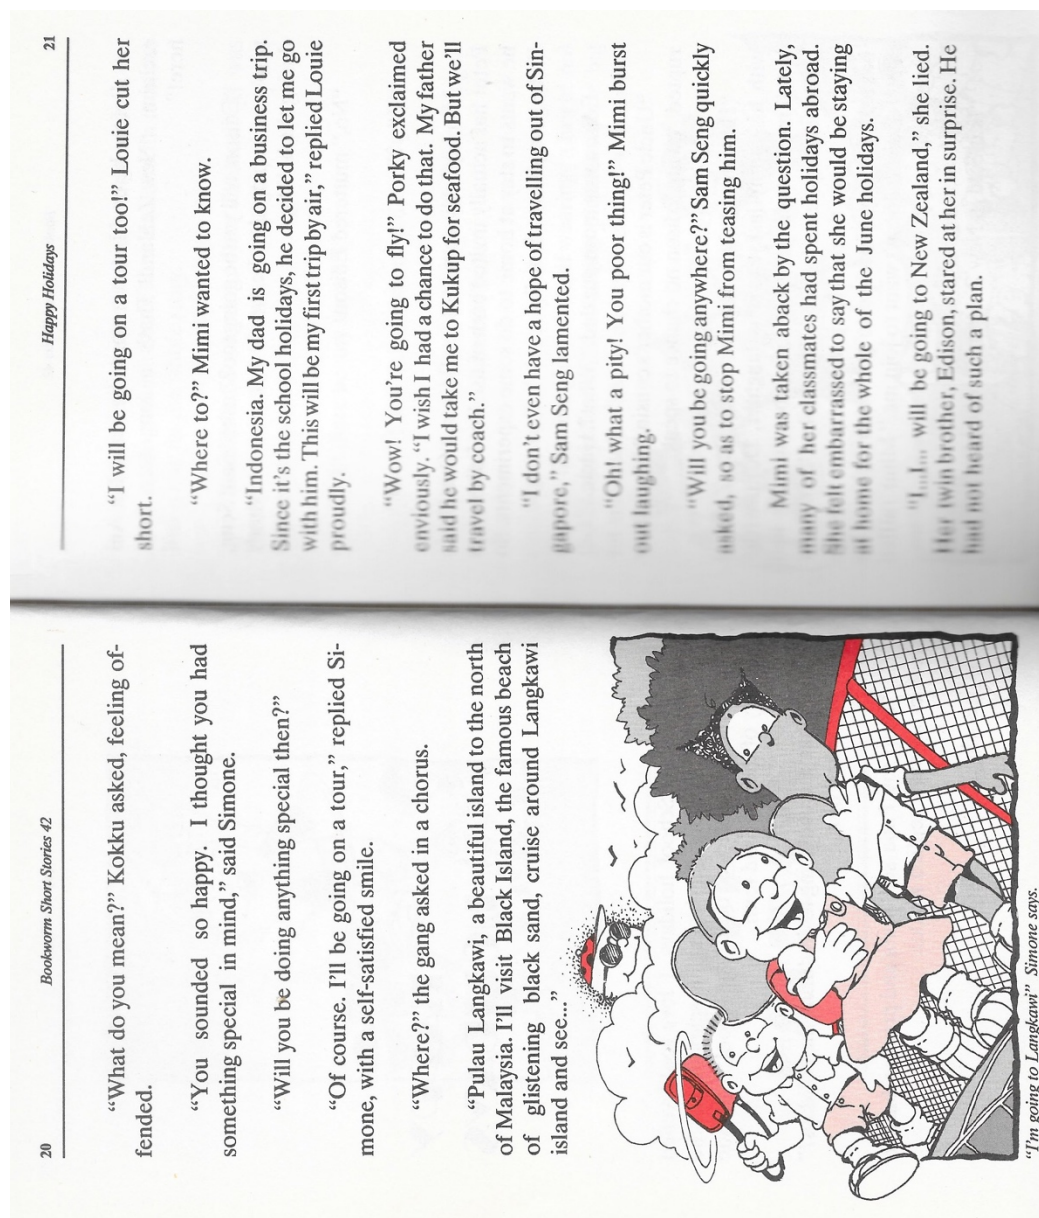 20
Bookworm Short Stories 42
“What do you mean?” Kokku asked, feeling of-
fended.
“You sounded so happy. I thought you had
something special in mind,” said Simone.
“Will you be doing anything special then?”
“Of course. I'll be going on a tour,” replied Si-
mone, with a self-satisfied smile.
“Where?” the gang asked in a chorus.
“Pulau Langkawi, a beautiful island to the north
of Malaysia. I'll visit Black Island, the famous beach
of glistening black sand, cruise around Langkawi
island and see...”
“I'm going to Langkawi” Simone says.
Happy Holidays
21
“I will be going on a tour too!” Louie cut her
short.
“Where to?” Mimi wanted to know.
“Indonesia. My dad is going on a business trip.
Since it's the school holidays, he decided to let me go
with him. This will be my first trip by air,” replied Louie
proudly.
“Wow! You're going to fly!” Porky exclaimed
enviously. “I wish I had a chance to do that. My father
said he would take me to Kukup for seafood. But we'll
travel by coach.”
“I don't even have a hope of travelling out of Sin-
gapore,” Sam Seng lamented.
“Oh! what a pity! You poor thing!” Mimi burst
out laughing.
“Will you be going anywhere?” Sam Seng quickly
asked, so as to stop Mimi from teasing him.
Mimi was taken aback by the question. Lately,
many of her classmates had spent holidays abroad.
She felt embarrassed to say that she would be staying
at home for the whole of the June holidays.
“I...I... will be going to New Zealand,” she lied.
Her twin brother, Edison, stared at her in surprise. He
had not heard of such a plan.